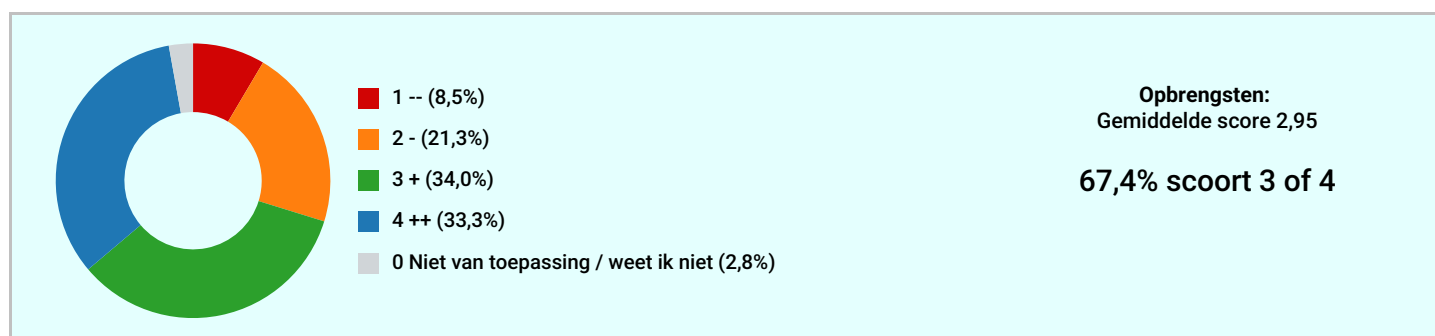 1 -- (8,5%)
2 - (21,3%)
3 + (34,0%)
4 ++ (33,3%)
0 Niet van toepassing / weet ik niet (2,8%)
Opbrengsten:
Gemiddelde score 2,95
67,4% scoort 3 of 4